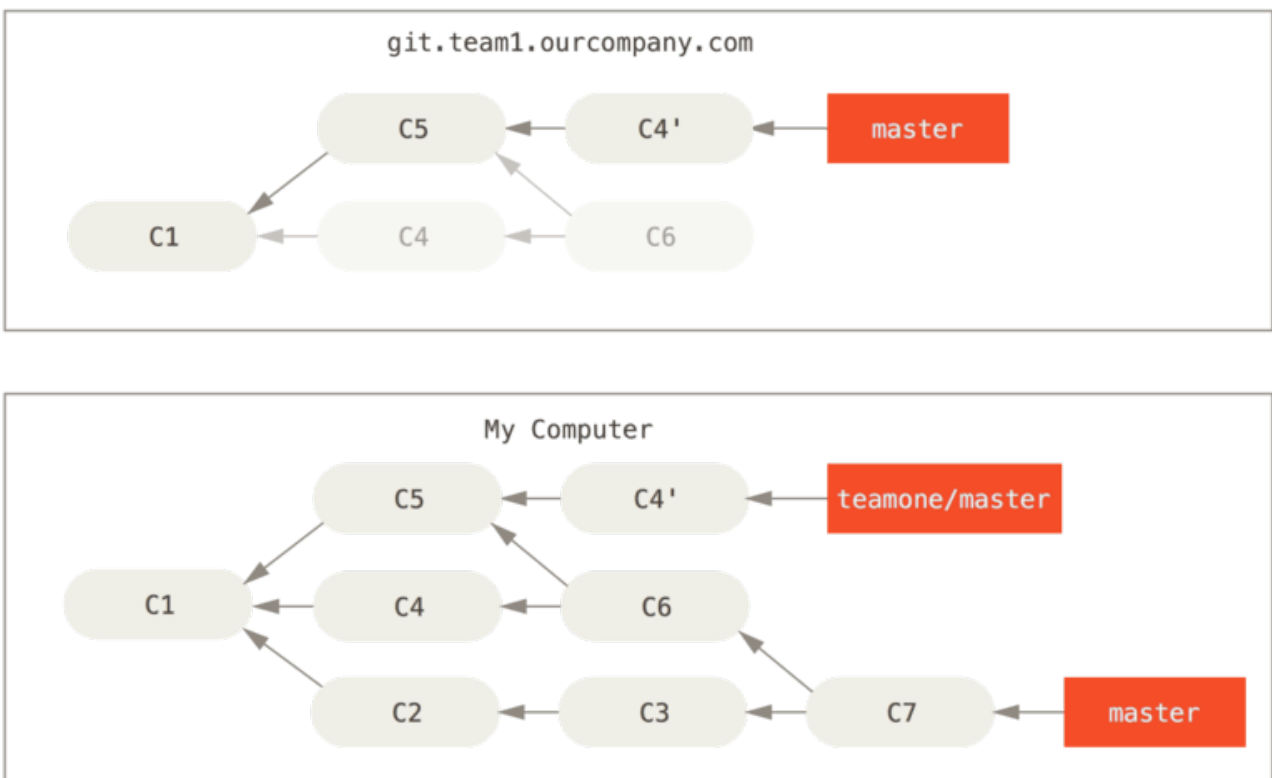 git.team1.ourcompany.com
C5 C4' master
C1 C4 C6
My Computer
C5 C4' teamone/master
C1 C4 C6
C2 C3 C7 master